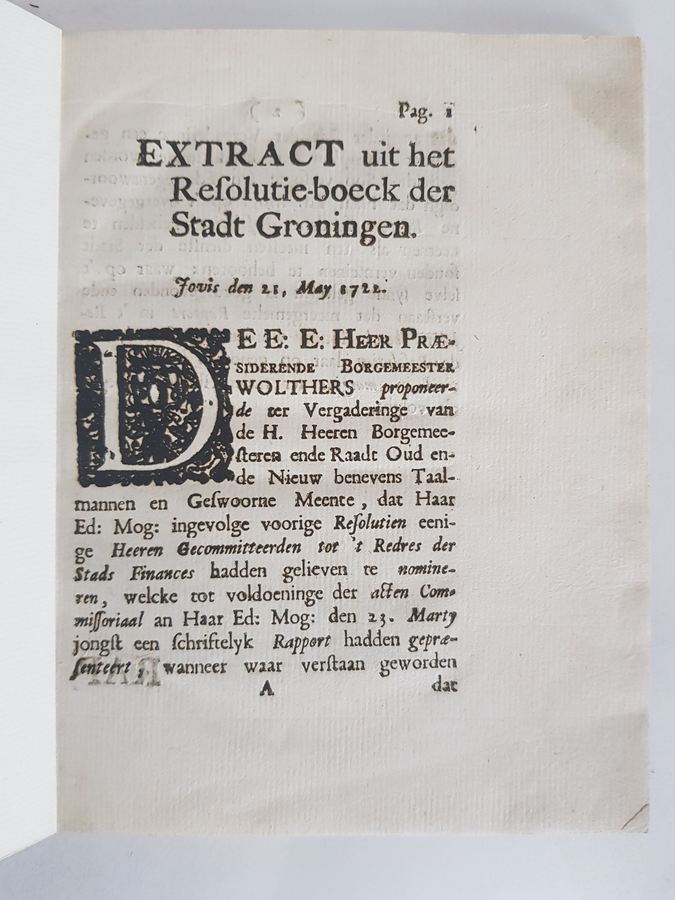 Pag. 1
EXTRACT uit het
Reſolutie-boeck der
Stadt Groningen.
Jovis den 21, May 1722.
DE E: E: HEER PRÆ-
SIDERENDE BORGEMEESTER
WOLTHERS proponeer-
de ter Vergaderinge van
de H. Heeren Borgemee-
ſteren ende Raadt Oud en-
de Nieuw benevens Taal-
mannen en Geſwoorne Meente, dat Haar
Ed: Mog: ingevolge voorige Reſolutien eeni-
ge Heeren Gecommitteerden tot 't Redres der
Stads Finances hadden gelieven te nomine-
ren, welcke tot voldoeninge der acten Com-
miſſoriaal an Haar Ed: Mog: den 23. Marty
jongſt een ſchriftelyk Rapport hadden gepræ-
ſenteert, wanneer waar verſtaan geworden
A dat